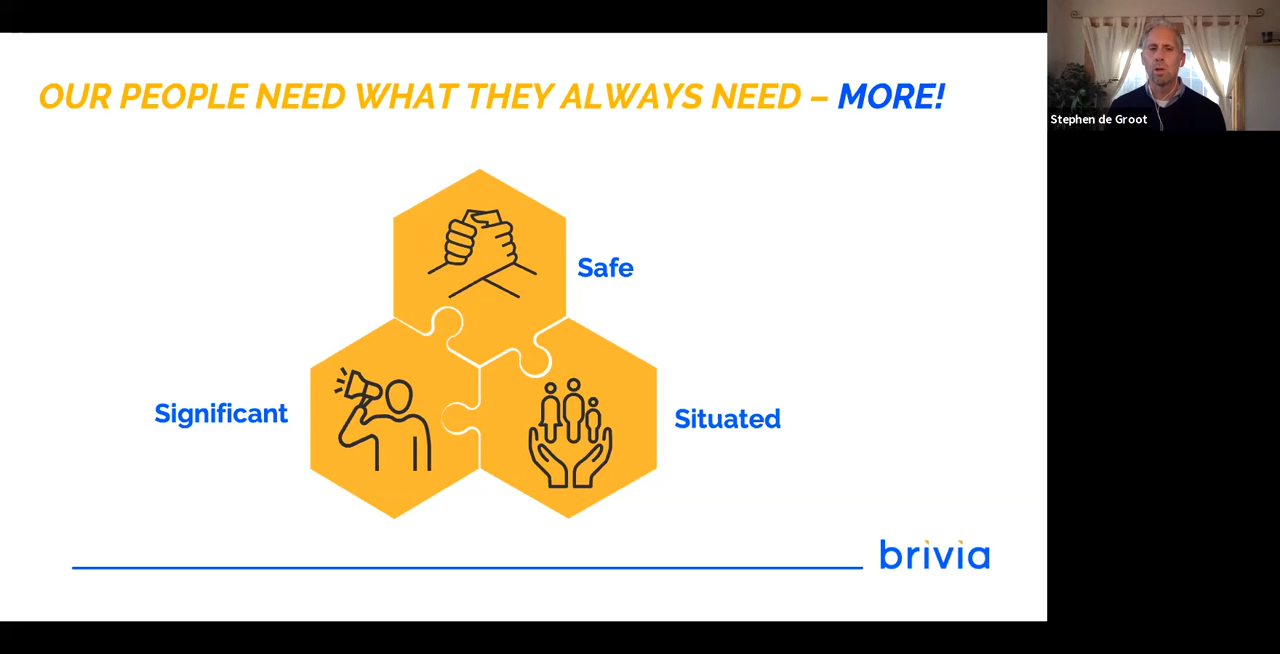 OUR PEOPLE NEED WHAT THEY ALWAYS NEED – MORE!
Stephen de Groot
Safe
Significant
Situated
brivia